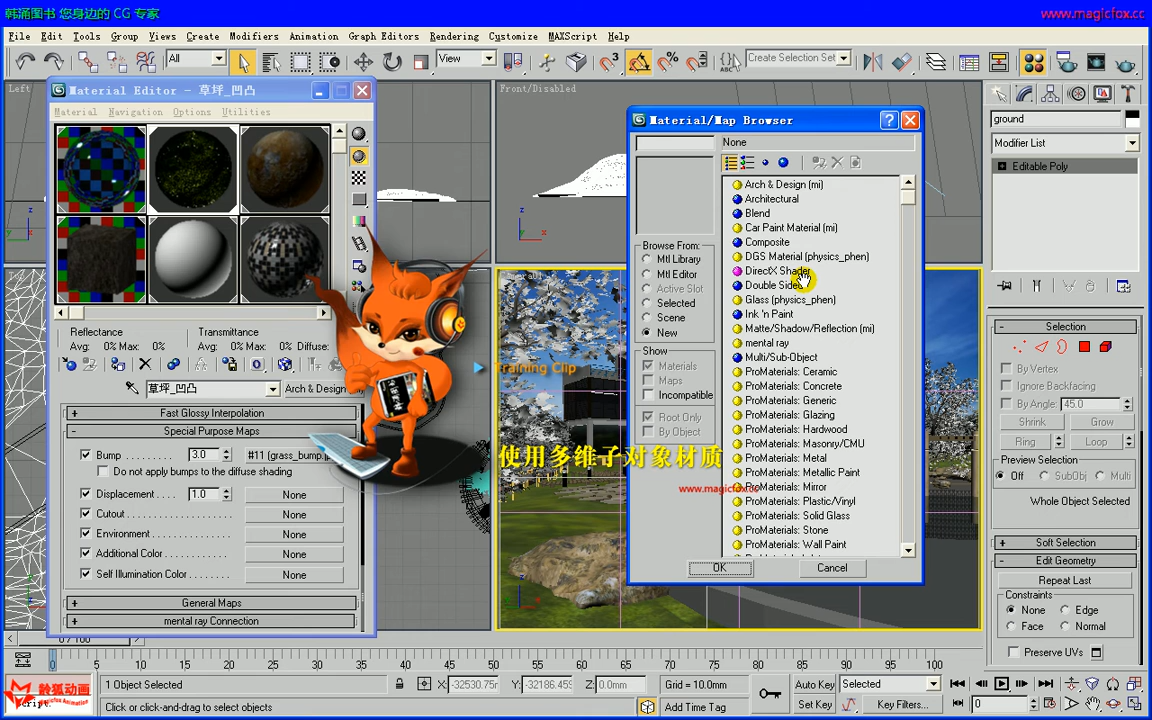 韩涌图书 您身边的 CG 专家
www.magicfox.cc
File Edit Tools Group Views Create Modifiers Animation Graph Editors Rendering Customize MAXScript Help
All
View
Create Selection Set
Material Editor - 草坪_凹凸
Material Navigation Options Utilities
Left
Front/Disabled
Material/Map Browser
None
Arch & Design (mi)
Architectural
Blend
Car Paint Material (mi)
Composite
DGS Material (physics_phen)
DirectX Shader
Double Sided
Glass (physics_phen)
Ink 'n Paint
Matte/Shadow/Reflection (mi)
mental ray
Multi/Sub-Object
ProMaterials: Ceramic
ProMaterials: Concrete
ProMaterials: Generic
ProMaterials: Glazing
ProMaterials: Hardwood
ProMaterials: Masonry/CMU
ProMaterials: Metal
ProMaterials: Metallic Paint
ProMaterials: Mirror
ProMaterials: Plastic/Vinyl
ProMaterials: Solid Glass
ProMaterials: Stone
ProMaterials: Wall Paint
Browse From:
Mtl Library
Mtl Editor
Active Slot
Selected
Scene
New
Show
Materials
Maps
Incompatible
Root Only
By Object
OK
Cancel
Reflectance
Avg: 0% Max: 0%
Transmittance
Avg: 0% Max: 0% Diffuse:
草坪_凹凸
Arch & Design
Fast Glossy Interpolation
Special Purpose Maps
Bump 3.0 #11 (grass_bump.jp
Do not apply bumps to the diffuse shading
Displacement 1.0 None
Cutout None
Environment None
Additional Color None
Self Illumination Color None
General Maps
mental ray Connection
Training Clip
使用多维子对象材质
www.magicfox.cc
ground
Modifier List
Editable Poly
Selection
By Vertex
Ignore Backfacing
By Angle: 45.0
Shrink Grow
Ring Loop
Preview Selection
Off SubObj Multi
Whole Object Selected
Soft Selection
Edit Geometry
Repeat Last
Constraints
None Edge
Face Normal
Preserve UVs
0 / 100
0 5 10 15 20 25 30 35 40 45 50 55 60 65 70 75 80 85 90 95 100
龄狐动画
Magicfox Animation
1 Object Selected
X: -32530.75 Y: -32186.45 Z: 0.0mm
Grid = 10.0mm
Auto Key Selected
Click or click-and-drag to select objects
Add Time Tag
Set Key Key Filters...
0